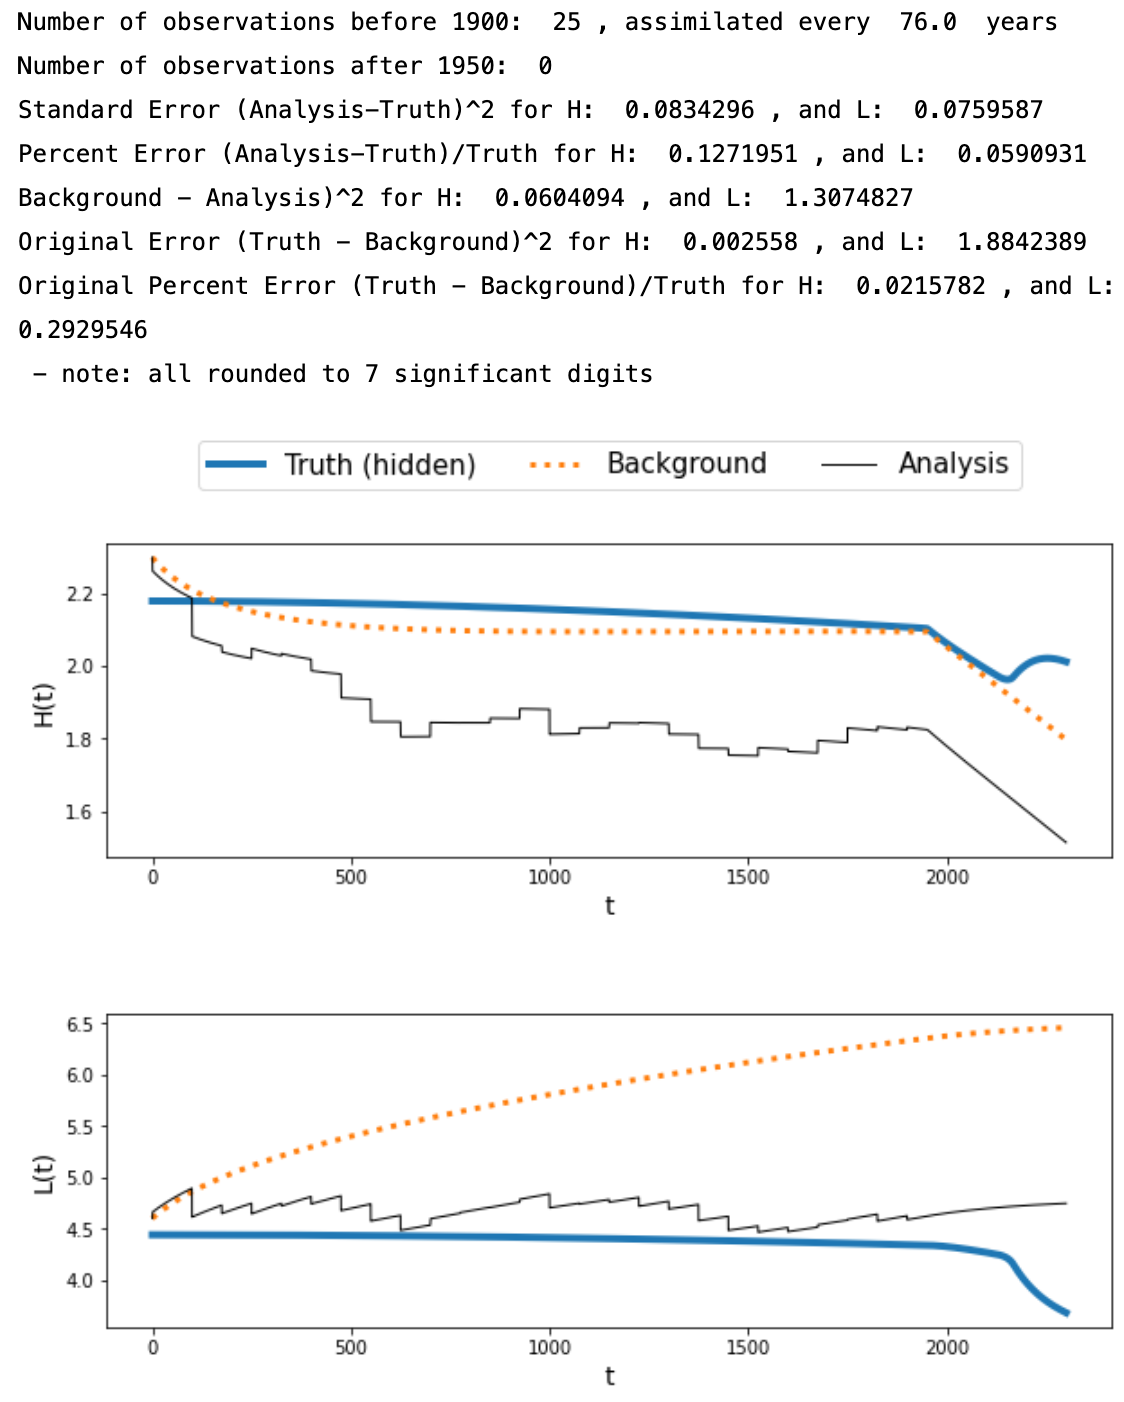 Number of observations before 1900:  25 , assimilated every  76.0  years
Number of observations after 1950:  0
Standard Error (Analysis-Truth)^2 for H:  0.0834296 , and L:  0.0759587
Percent Error (Analysis-Truth)/Truth for H:  0.1271951 , and L:  0.0590931
Background - Analysis)^2 for H:  0.0604094 , and L:  1.3074827
Original Error (Truth - Background)^2 for H:  0.002558 , and L:  1.8842389
Original Percent Error (Truth - Background)/Truth for H:  0.0215782 , and L:
0.2929546
 - note: all rounded to 7 significant digits
Truth (hidden) Background Analysis
H(t)
2.2
2.0
1.8
1.6
0 500 1000 1500 2000
t
L(t)
6.5
6.0
5.5
5.0
4.5
4.0
0 500 1000 1500 2000
t